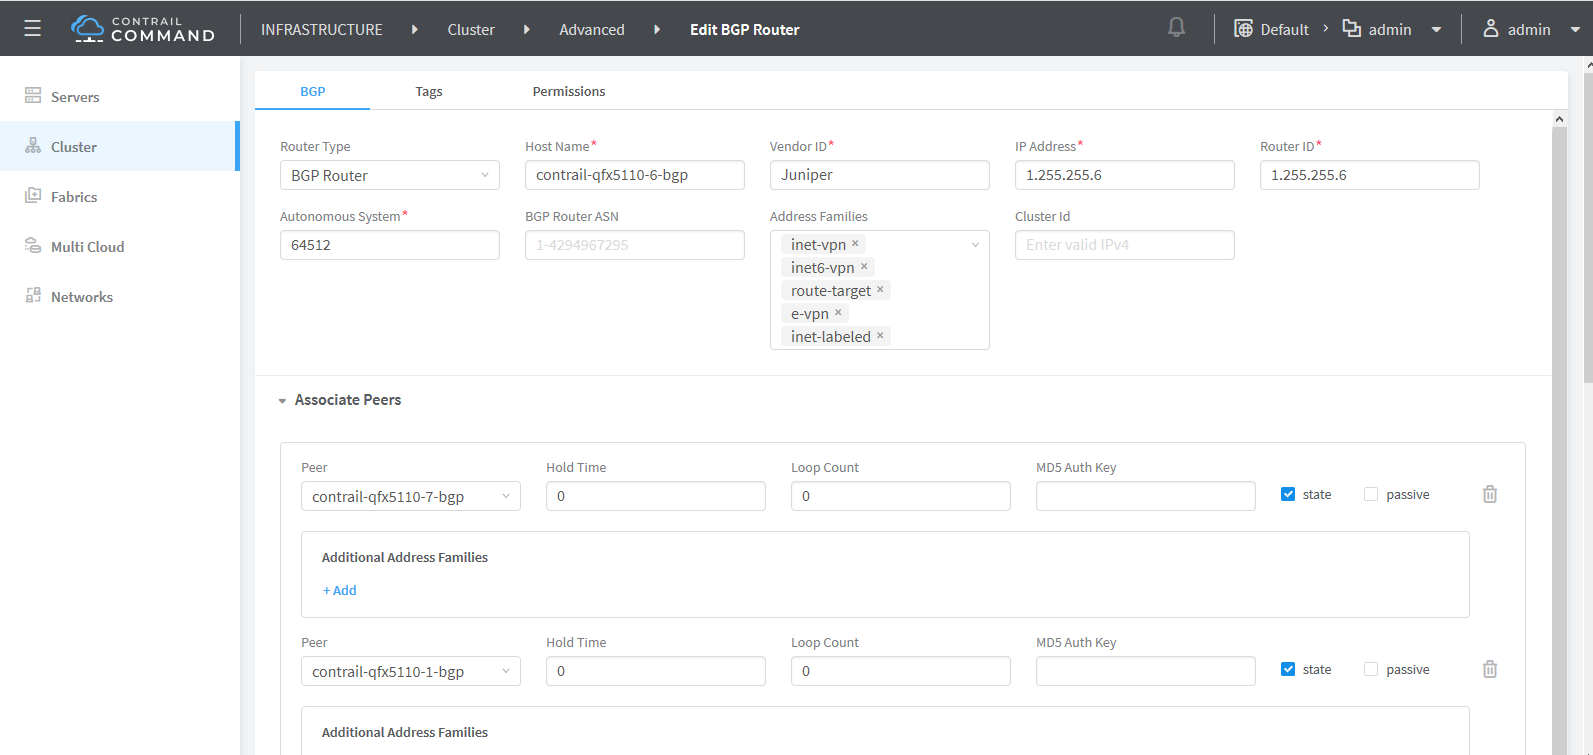 CONTRAIL
COMMAND
INFRASTRUCTURE Cluster Advanced Edit BGP Router Default admin admin
Servers
Cluster
Fabrics
Multi Cloud
Networks
BGP Tags Permissions
Router Type Host Name* Vendor ID* IP Address* Router ID*
BGP Router contrail-qfx5110-6-bgp Juniper 1.255.255.6 1.255.255.6
Autonomous System* BGP Router ASN Address Families Cluster Id
64512 1-4294967295 inet-vpn × Enter valid IPv4
inet6-vpn ×
route-target ×
e-vpn ×
inet-labeled ×
Associate Peers
Peer Hold Time Loop Count MD5 Auth Key
contrail-qfx5110-7-bgp 0 0 state passive
Additional Address Families
+ Add
Peer Hold Time Loop Count MD5 Auth Key
contrail-qfx5110-1-bgp 0 0 state passive
Additional Address Families